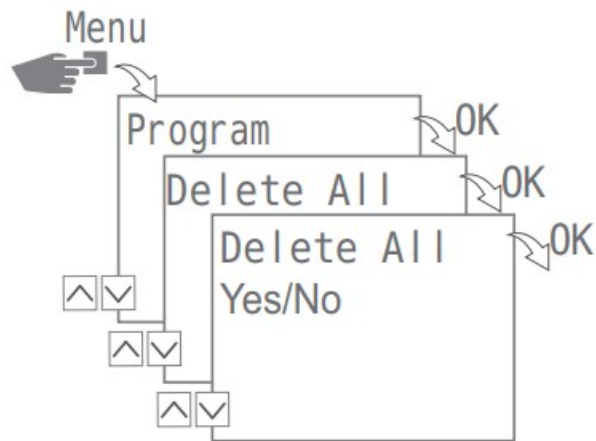 Menu
Program
OK
Delete All
OK
Delete All
OK
Yes/No